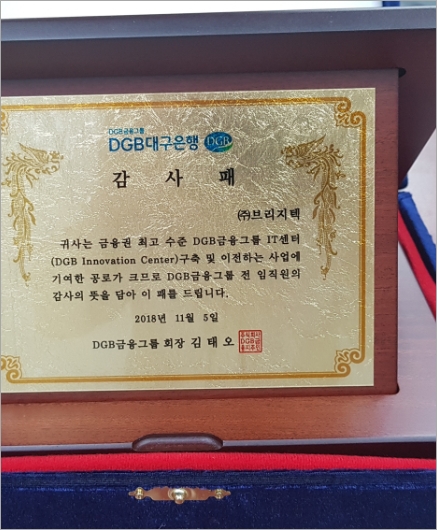 DGB금융그룹
DGB대구은행 DGB
감 사 패
(주)브리지텍
귀사는 금융권 최고 수준 DGB금융그룹 IT센터
(DGB Innovation Center)구축 및 이전하는 사업에
기여한 공로가 크므로 DGB금융그룹 전 임직원의
감사의 뜻을 담아 이 패를 드립니다.
2018년 11월 5일
DGB금융그룹 회장 김 태 오